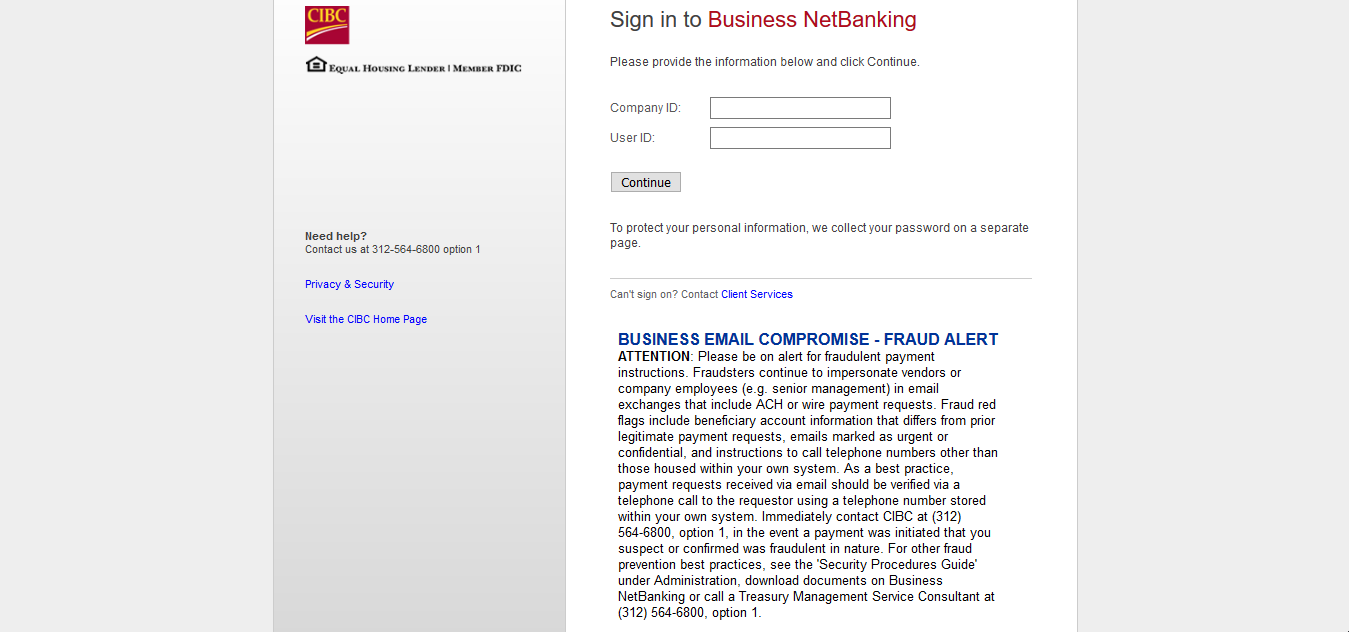 CIBC
EQUAL HOUSING LENDER | MEMBER FDIC
Need help?
Contact us at 312-564-6800 option 1
Privacy & Security
Visit the CIBC Home Page
Sign in to Business NetBanking
Please provide the information below and click Continue.
Company ID:
User ID:
Continue
To protect your personal information, we collect your password on a separate
page.
Can't sign on? Contact Client Services
BUSINESS EMAIL COMPROMISE - FRAUD ALERT
ATTENTION: Please be on alert for fraudulent payment
instructions. Fraudsters continue to impersonate vendors or
company employees (e.g. senior management) in email
exchanges that include ACH or wire payment requests. Fraud red
flags include beneficiary account information that differs from prior
legitimate payment requests, emails marked as urgent or
confidential, and instructions to call telephone numbers other than
those housed within your own system. As a best practice,
payment requests received via email should be verified via a
telephone call to the requestor using a telephone number stored
within your own system. Immediately contact CIBC at (312)
564-6800, option 1, in the event a payment was initiated that you
suspect or confirmed was fraudulent in nature. For other fraud
prevention best practices, see the 'Security Procedures Guide'
under Administration, download documents on Business
NetBanking or call a Treasury Management Service Consultant at
(312) 564-6800, option 1.